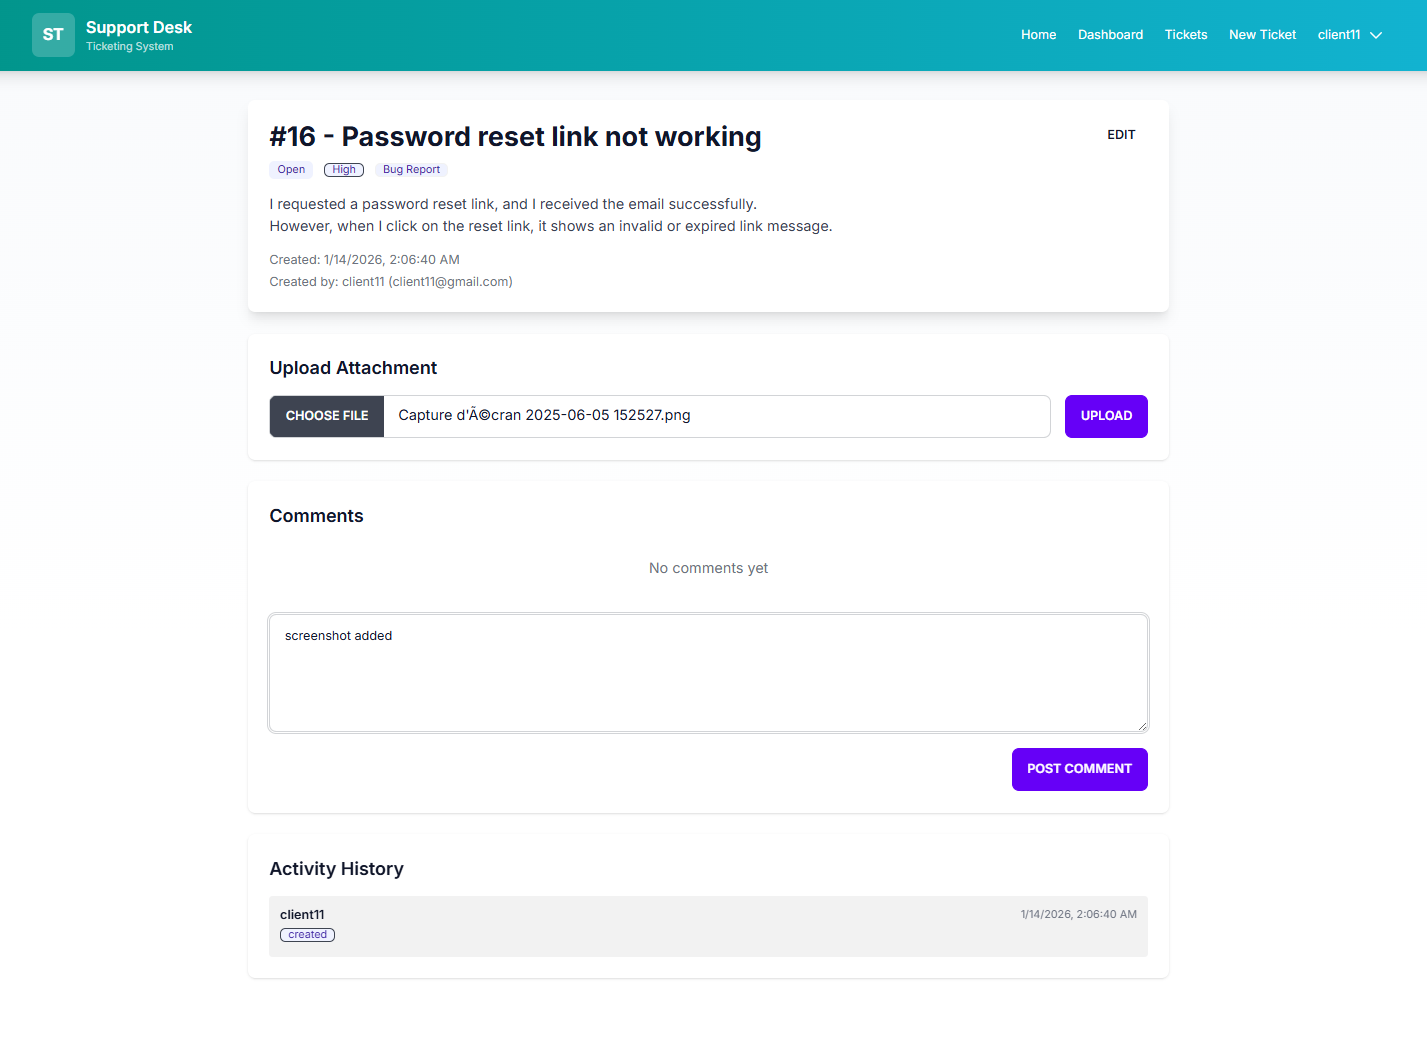 ST
Support Desk
Ticketing System
Home
Dashboard
Tickets
New Ticket
client11
#16 - Password reset link not working
EDIT
Open
High
Bug Report
I requested a password reset link, and I received the email successfully.
However, when I click on the reset link, it shows an invalid or expired link message.
Created: 1/14/2026, 2:06:40 AM
Created by: client11 (client11@gmail.com)
Upload Attachment
CHOOSE FILE
Capture d'Ã©cran 2025-06-05 152527.png
UPLOAD
Comments
No comments yet
screenshot added
POST COMMENT
Activity History
client11
1/14/2026, 2:06:40 AM
created